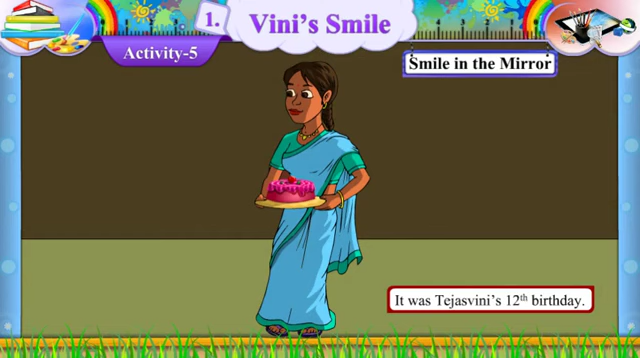 1.
Vini's Smile
Activity-5
Smile in the Mirror
It was Tejasvini's 12th birthday.